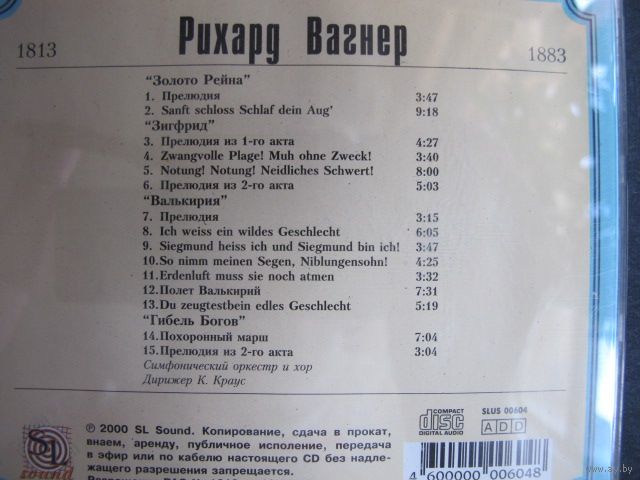 1813 Рихард Вагнер 1883
“Золото Рейна”
1. Прелюдия 3:47
2. Sanft schloss Schlaf dein Aug’ 9:18
“Зигфрид”
3. Прелюдия из 1-го акта 4:27
4. Zwangvolle Plage! Muh ohne Zweck! 3:40
5. Notung! Notung! Neidliches Schwert! 8:00
6. Прелюдия из 2-го акта 5:03
“Валькирия”
7. Прелюдия 3:15
8. Ich weiss ein wildes Geschlecht 6:05
9. Siegmund heiss ich und Siegmund bin ich! 3:47
10.So nimm meinen Segen, Niblungensohn! 4:25
11.Erdenluft muss sie noch atmen 3:32
12.Полет Валькирий 7:31
13.Du zeugtestbein edles Geschlecht 5:19
“Гибель Богов”
14.Похоронный марш 7:04
15.Прелюдия из 2-го акта 3:04
Симфонический оркестр и хор
Дирижер К. Краус
SL sound
℗ 2000 SL Sound. Копирование, сдача в прокат,
внаем, аренду, публичное исполение, передача
в эфир или по кабелю настоящего CD без надле-
жащего разрешения запрещается.
COMPACT
disc
DIGITAL AUDIO
SLUS 00604
ADD
4 600000 006048
www.ay.by